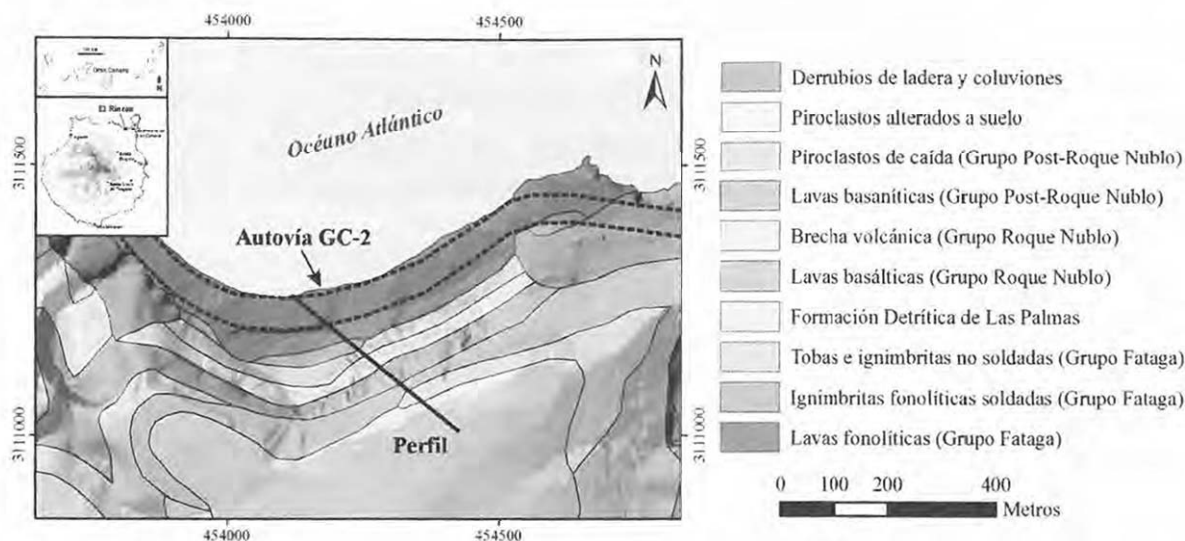 454000
454500
N
El Rincón
Océuno Atlántico
Autovía GC-2
Perfil
3111500
3111500
3111000
3111000
454000
454500
Derrubios de ladera y coluviones
Piroclastos alterados a suelo
Piroclastos de caída (Grupo Post-Roque Nublo)
Lavas basaníticas (Grupo Post-Roque Nublo)
Brecha volcánica (Grupo Roque Nublo)
Lavas basálticas (Grupo Roque Nublo)
Formación Detrítica de Las Palmas
Tobas e ignimbritas no soldadas (Grupo Fataga)
Ignimbritas fonolíticas soldadas (Grupo Fataga)
Lavas fonolíticas (Grupo Fataga)
0 100 200 400
Metros